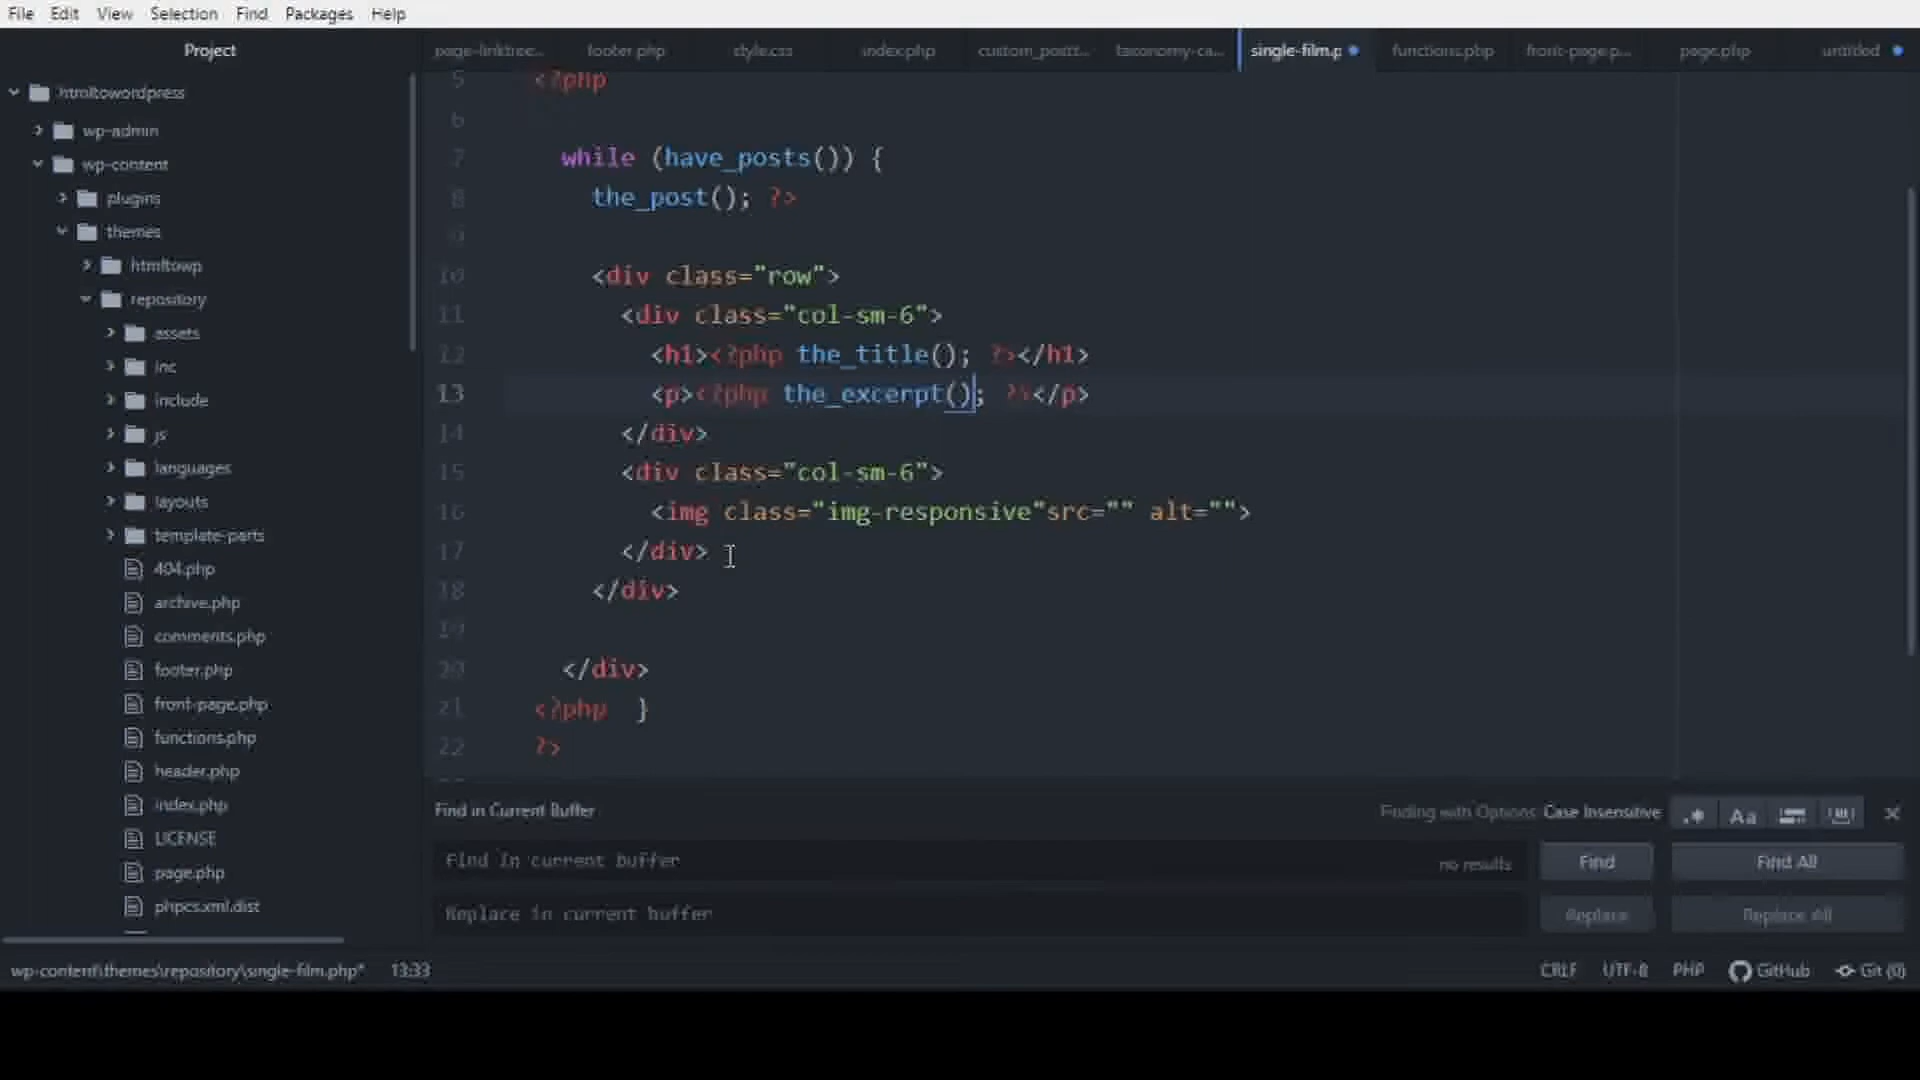 File Edit View Selection Find Packages Help
Project
page-linktree... footer.php style.css index.php custom_postt... taxonomy-ca... single-film.p functions.php front-page.p... page.php untitled
htmltowordpress
wp-admin
wp-content
plugins
themes
htmltowp
repository
assets
inc
include
js
languages
layouts
template-parts
404.php
archive.php
comments.php
footer.php
front-page.php
functions.php
header.php
index.php
LICENSE
page.php
phpcs.xml.dist
5 <?php
6
7 while (have_posts()) {
8 the_post(); ?>
9
10 <div class="row">
11 <div class="col-sm-6">
12 <h1><?php the_title(); ?></h1>
13 <p><?php the_excerpt(); ?></p>
14 </div>
15 <div class="col-sm-6">
16 <img class="img-responsive"src="" alt="">
17 </div>
18 </div>
19
20 </div>
21 <?php }
22 ?>
Find in Current Buffer Finding with Options: Case Insensitive .* Aa
Find in current buffer no results Find Find All
Replace in current buffer Replace Replace All
wp-content\themes\repository\single-film.php* 13:33 CRLF UTF-8 PHP GitHub Git (0)